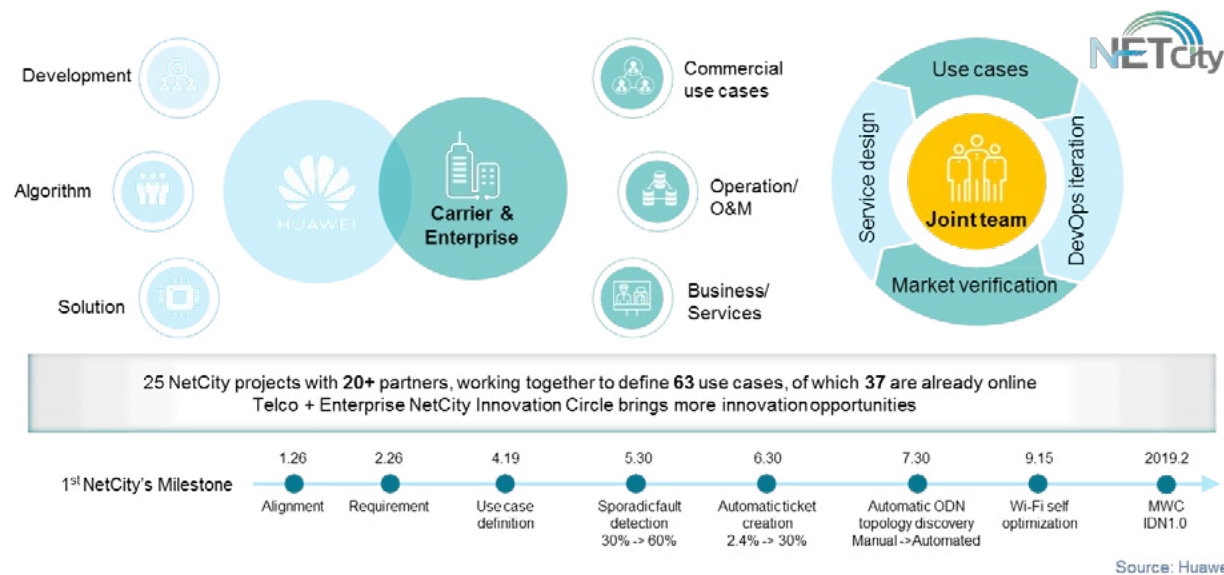 NETCity
Development
Algorithm
Solution
HUAWEI
Carrier &
Enterprise
Commercial
use cases
Operation/
O&M
Business/
Services
Use cases
Service design
DevOps iteration
Market verification
Joint team
25 NetCity projects with 20+ partners, working together to define 63 use cases, of which 37 are already online
Telco + Enterprise NetCity Innovation Circle brings more innovation opportunities
1st NetCity's Milestone
1.26
Alignment
2.26
Requirement
4.19
Use case
definition
5.30
Sporadic fault
detection
30% -> 60%
6.30
Automatic ticket
creation
2.4% -> 30%
7.30
Automatic ODN
topology discovery
Manual ->Automated
9.15
Wi-Fi self
optimization
2019.2
MWC
IDN1.0
Source: Huawe